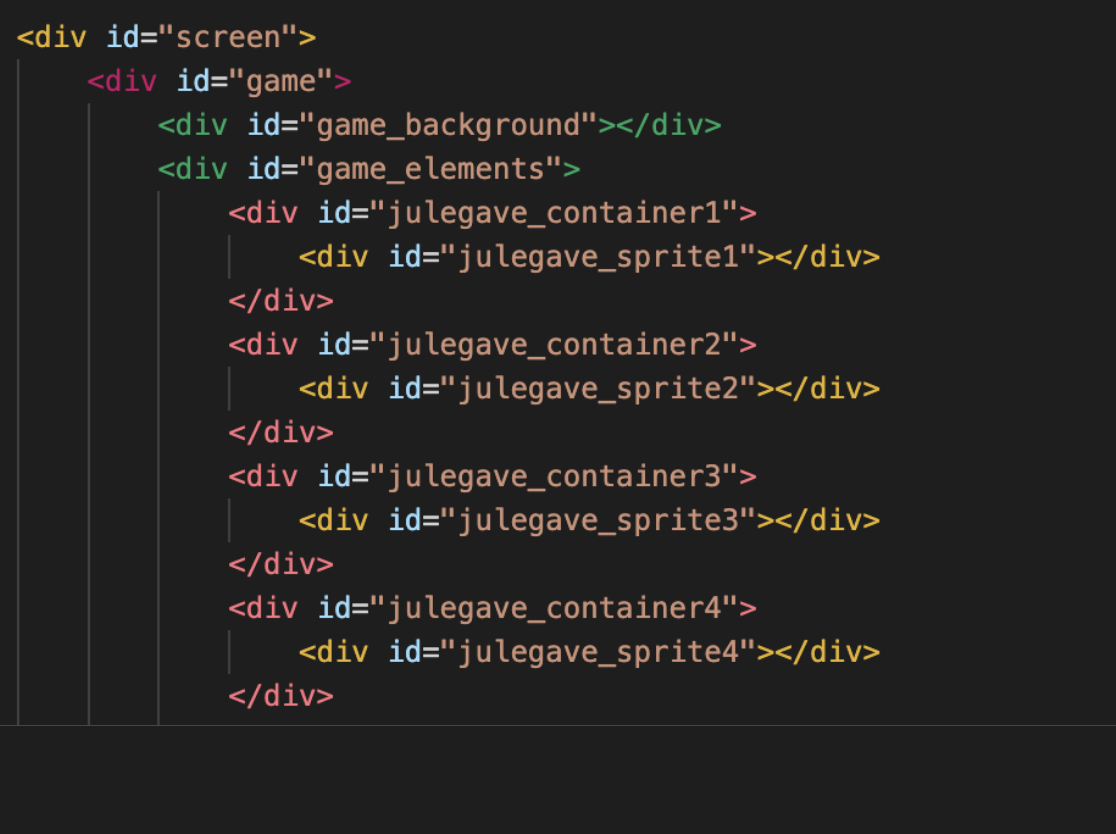 <div id="screen">
<div id="game">
<div id="game_background"></div>
<div id="game_elements">
<div id="julegave_container1">
<div id="julegave_sprite1"></div>
</div>
<div id="julegave_container2">
<div id="julegave_sprite2"></div>
</div>
<div id="julegave_container3">
<div id="julegave_sprite3"></div>
</div>
<div id="julegave_container4">
<div id="julegave_sprite4"></div>
</div>